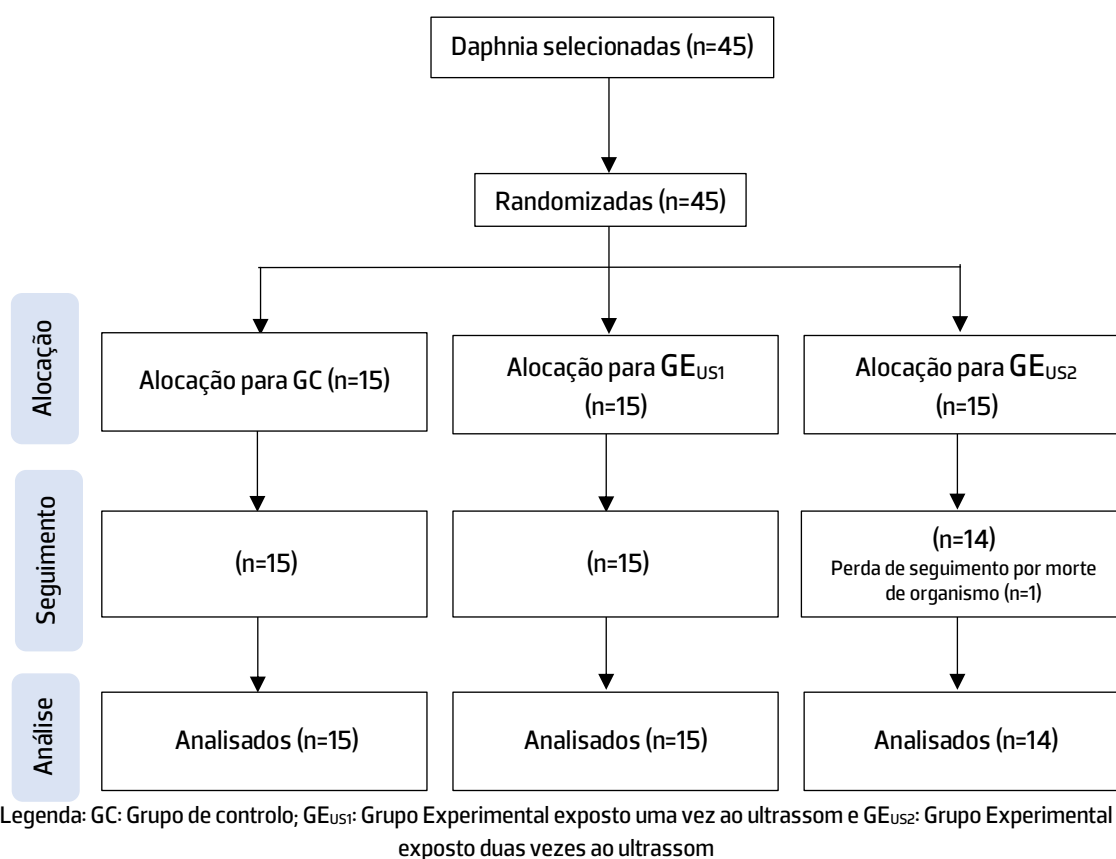 Daphnia selecionadas (n=45)
Randomizadas (n=45)
Alocação
Alocação para GC (n=15)
Alocação para GEUS1
(n=15)
Alocação para GEUS2
(n=15)
Seguimento
(n=15)
(n=15)
(n=14)
Perda de seguimento por morte
de organismo (n=1)
Análise
Analisados (n=15)
Analisados (n=15)
Analisados (n=14)
Legenda: GC: Grupo de controlo; GEUS1: Grupo Experimental exposto uma vez ao ultrassom e GEUS2: Grupo Experimental
exposto duas vezes ao ultrassom